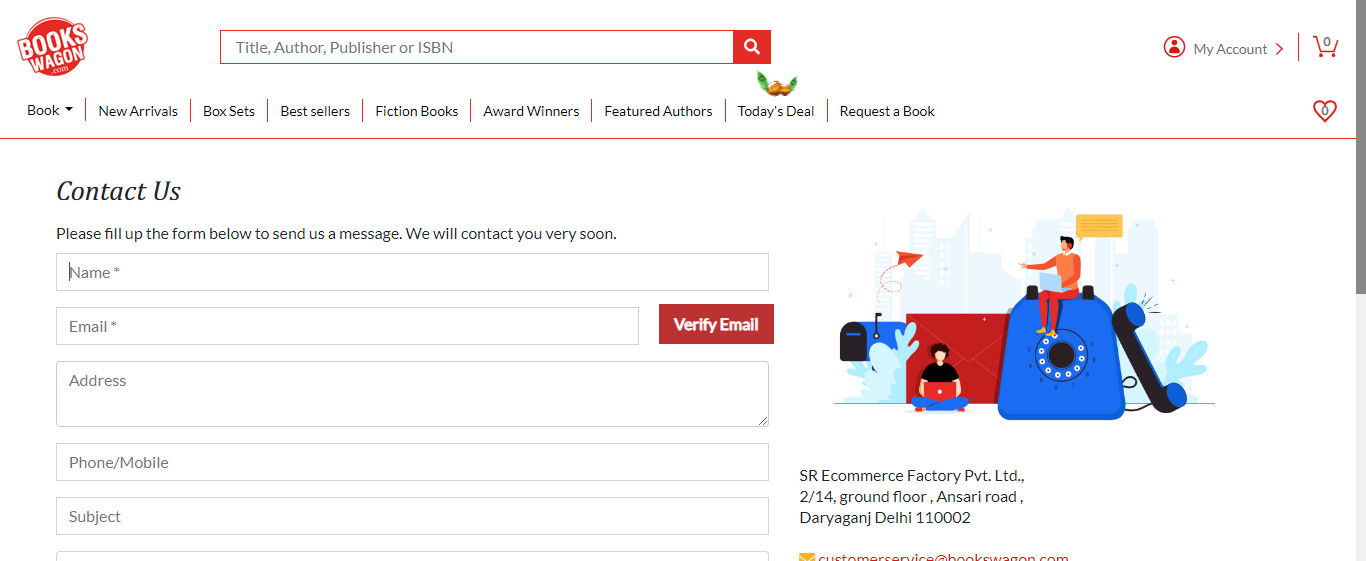 BOOKS
WAGON
.com
Title, Author, Publisher or ISBN
My Account
0
Book
New Arrivals
Box Sets
Best sellers
Fiction Books
Award Winners
Featured Authors
Today's Deal
Request a Book
0
Contact Us
Please fill up the form below to send us a message. We will contact you very soon.
Name *
Email *
Verify Email
Address
Phone/Mobile
Subject
SR Ecommerce Factory Pvt. Ltd.,
2/14, ground floor , Ansari road ,
Daryaganj Delhi 110002
customerservice@bookswagon.com